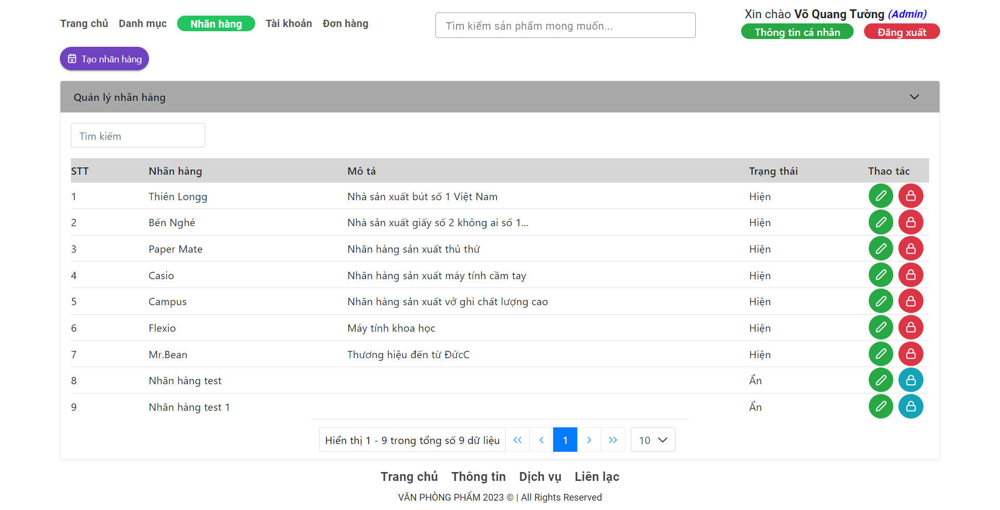 Trang chủ Danh mục Nhãn hàng Tài khoản Đơn hàng
Tìm kiếm sản phẩm mong muốn...
Xin chào Võ Quang Tường (Admin)
Thông tin cá nhân Đăng xuất
Tạo nhãn hàng
Quản lý nhãn hàng
Tìm kiếm
STT Nhãn hàng Mô tả Trạng thái Thao tác
1 Thiên Longg Nhà sản xuất bút số 1 Việt Nam Hiện
2 Bến Nghé Nhà sản xuất giấy số 2 không ai số 1... Hiện
3 Paper Mate Nhãn hàng sản xuất thủ thứ Hiện
4 Casio Nhãn hàng sản xuất máy tính cầm tay Hiện
5 Campus Nhãn hàng sản xuất vở ghi chất lượng cao Hiện
6 Flexio Máy tính khoa học Hiện
7 Mr.Bean Thương hiệu đến từ ĐứcC Hiện
8 Nhãn hàng test Ẩn
9 Nhãn hàng test 1 Ẩn
Hiển thị 1 - 9 trong tổng số 9 dữ liệu 1 10
Trang chủ Thông tin Dịch vụ Liên lạc
VĂN PHÒNG PHẨM 2023 © | All Rights Reserved